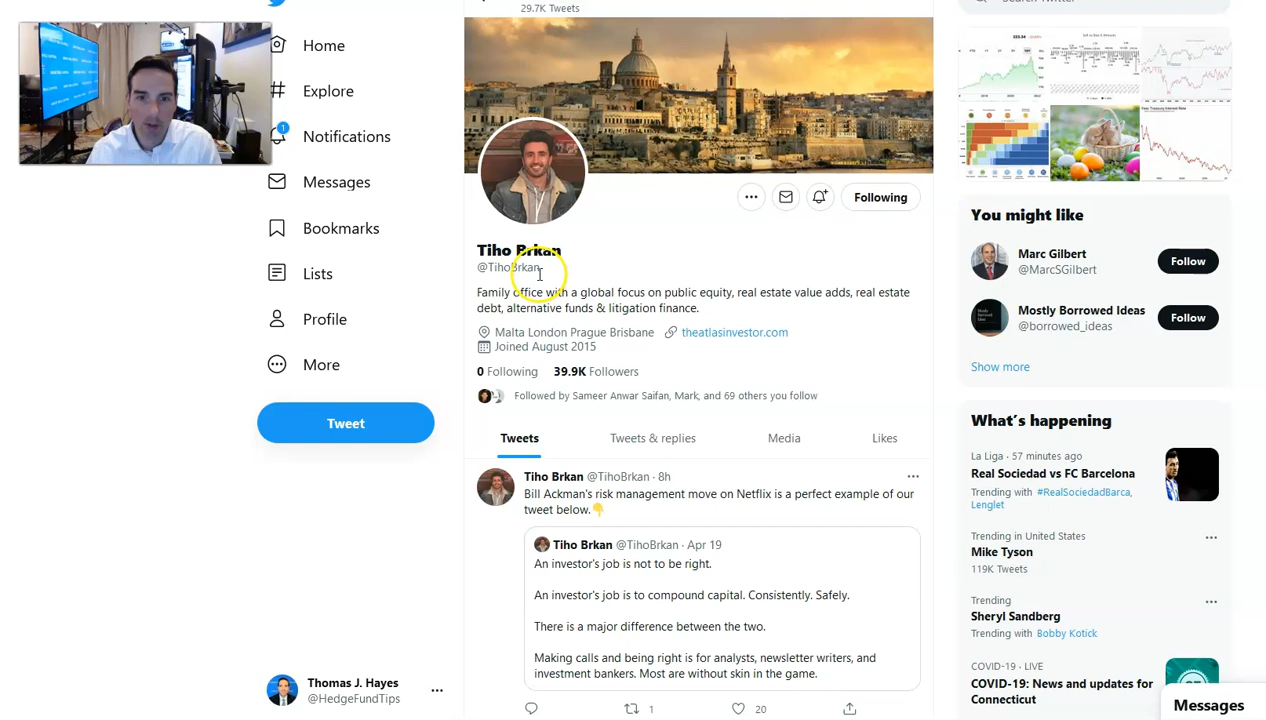 29.7K Tweets
Home
Explore
1
Notifications
Messages
Bookmarks
Lists
Profile
More
Tweet
Thomas J. Hayes
@HedgeFundTips
Following
Tiho Brkan
@TihoBrkan
Family office with a global focus on public equity, real estate value adds, real estate
debt, alternative funds & litigation finance.
Malta London Prague Brisbane theatlasinvestor.com
Joined August 2015
0 Following 39.9K Followers
Followed by Sameer Anwar Saifan, Mark, and 69 others you follow
Tweets Tweets & replies Media Likes
Tiho Brkan @TihoBrkan · 8h
Bill Ackman's risk management move on Netflix is a perfect example of our
tweet below.👇
Tiho Brkan @TihoBrkan · Apr 19
An investor's job is not to be right.
An investor's job is to compound capital. Consistently. Safely.
There is a major difference between the two.
Making calls and being right is for analysts, newsletter writers, and
investment bankers. Most are without skin in the game.
1 20
Search Twitter
You might like
Marc Gilbert
@MarcSGilbert
Follow
Mostly Borrowed Ideas
@borrowed_ideas
Follow
Show more
What's happening
La Liga · 57 minutes ago
Real Sociedad vs FC Barcelona
Trending with #RealSociedadBarca,
Lenglet
Trending in United States
Mike Tyson
119K Tweets
Trending
Sheryl Sandberg
Trending with Bobby Kotick
COVID-19 · LIVE
COVID-19: News and updates for
Connecticut
Messages